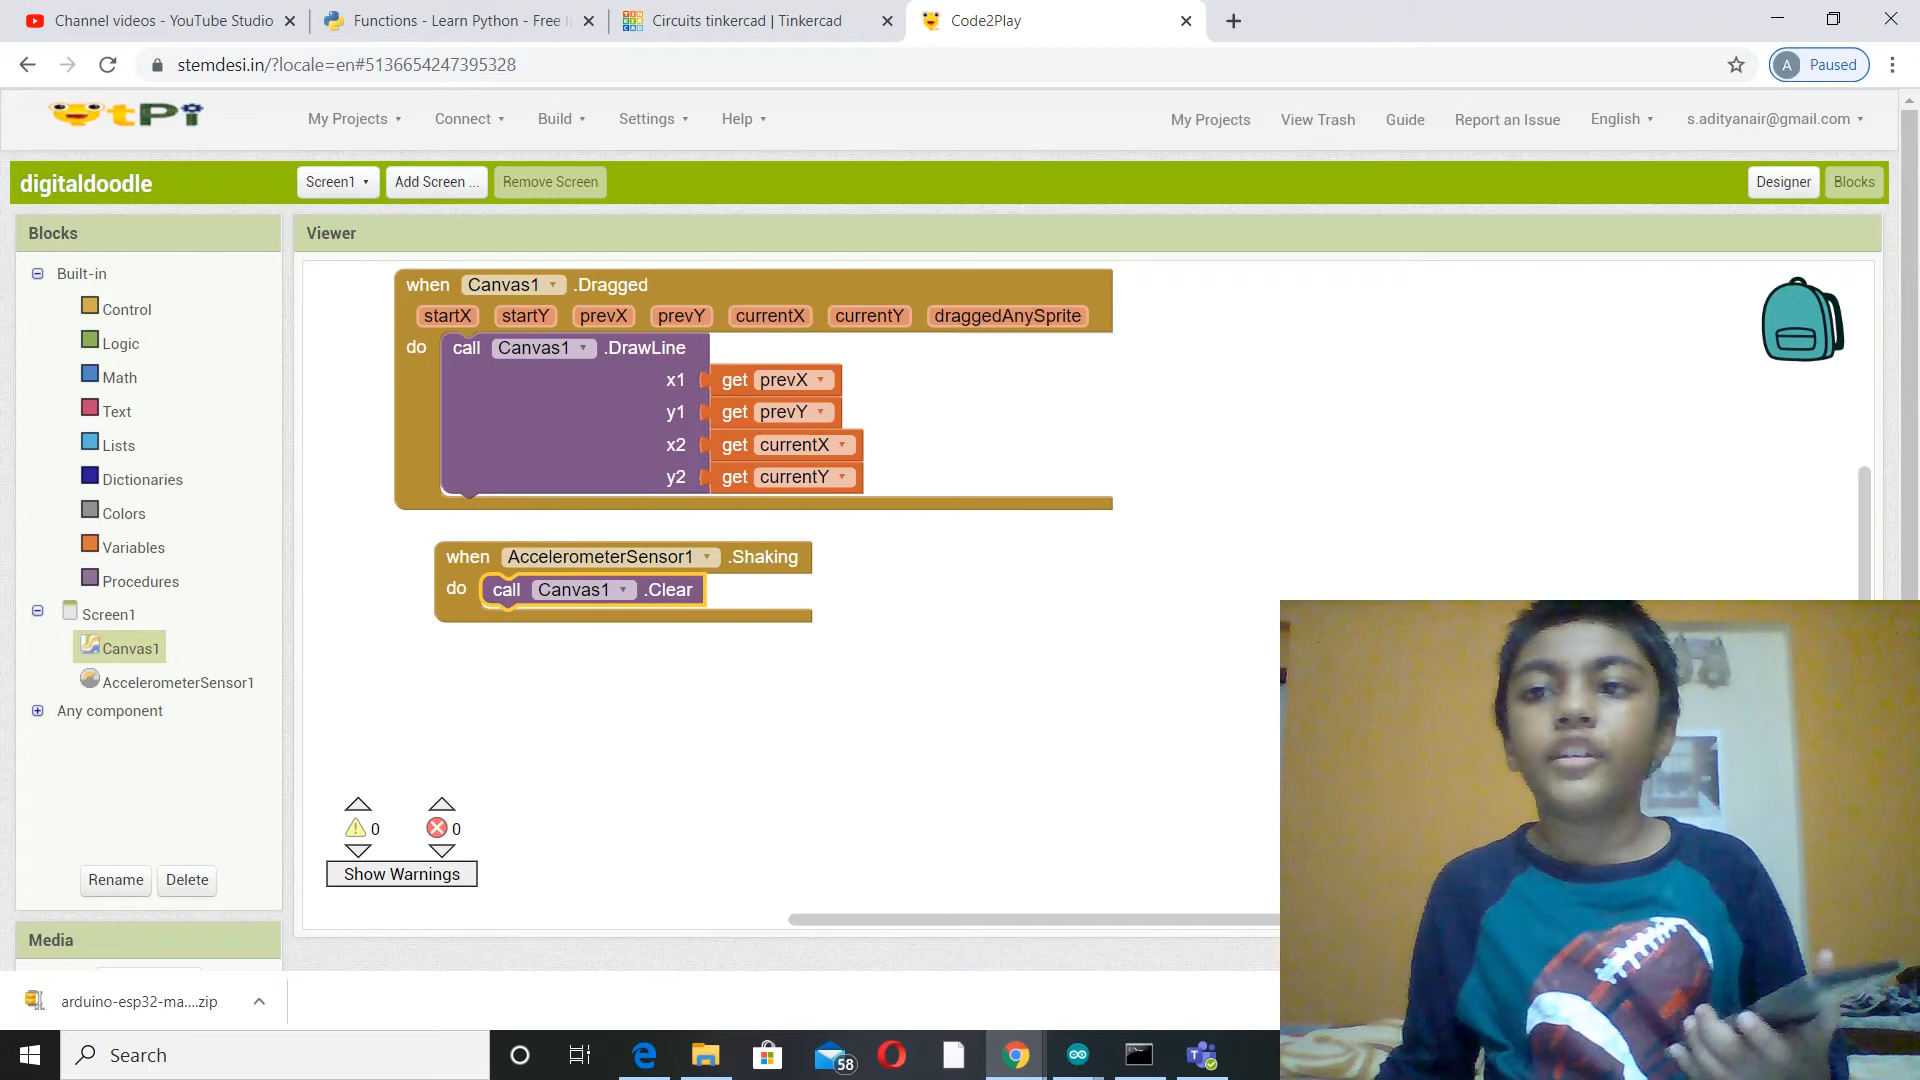 Channel videos - YouTube Studio
Functions - Learn Python - Free I
Circuits tinkercad | Tinkercad
Code2Play
stemdesi.in/?locale=en#5136654247395328
A Paused
tPi
My Projects
Connect
Build
Settings
Help
My Projects
View Trash
Guide
Report an Issue
English
s.adityanair@gmail.com
digitaldoodle
Screen1
Add Screen ...
Remove Screen
Designer
Blocks
Blocks
Viewer
Built-in
Control
Logic
Math
Text
Lists
Dictionaries
Colors
Variables
Procedures
Screen1
Canvas1
AccelerometerSensor1
Any component
Rename
Delete
Media
when Canvas1 .Dragged
startX startY prevX prevY currentX currentY draggedAnySprite
do call Canvas1 .DrawLine
x1 get prevX
y1 get prevY
x2 get currentX
y2 get currentY
when AccelerometerSensor1 .Shaking
do call Canvas1 .Clear
0 0
Show Warnings
arduino-esp32-ma....zip
Search
58